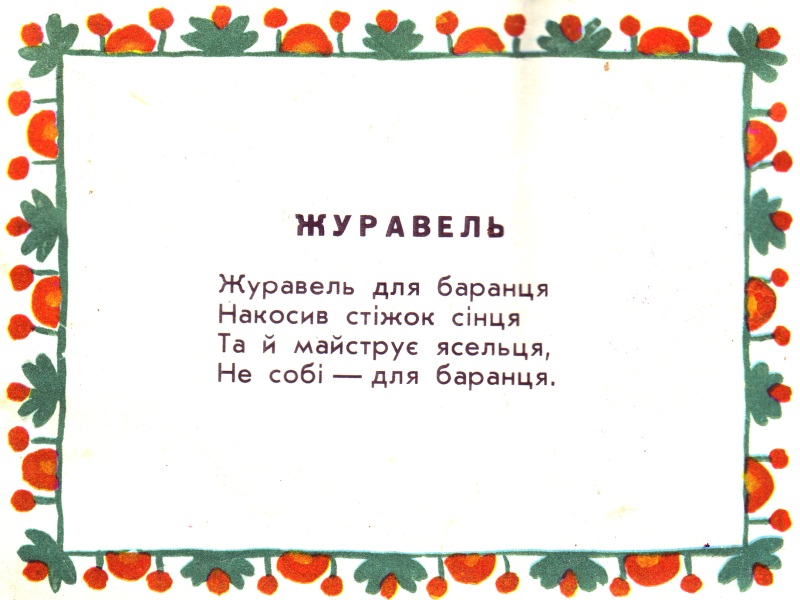 ЖУРАВЕЛЬ
Журавель для баранця
Накосив стіжок сінця
Та й майструє ясельця,
Не собі — для баранця.